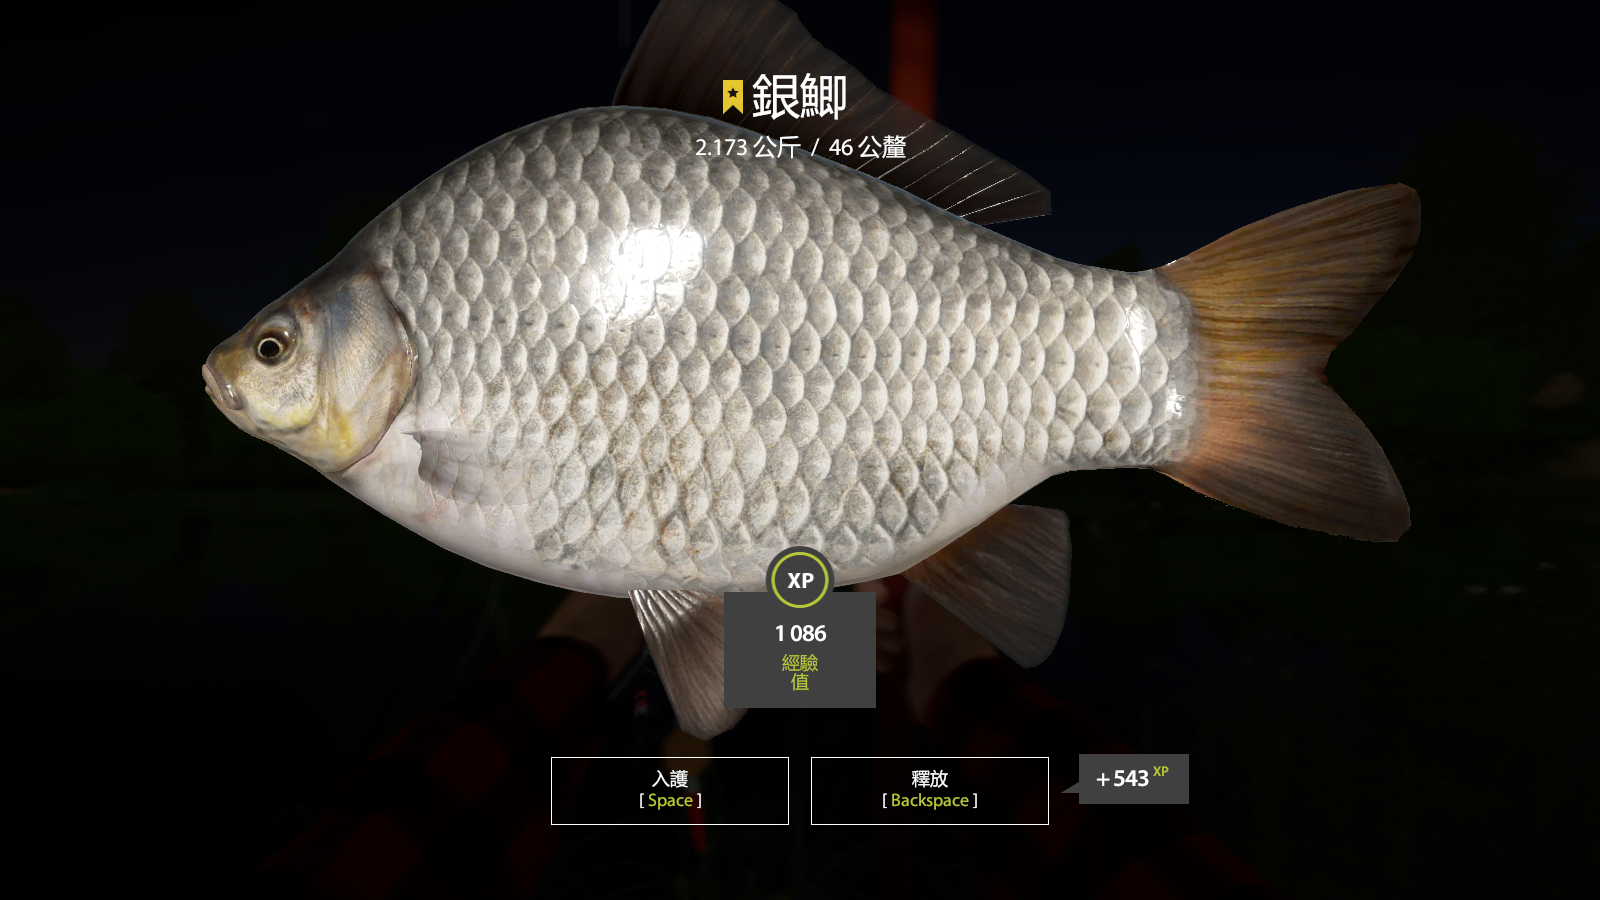 銀鯽
2.173 公斤 / 46 公釐
XP
1 086
經驗
值
入護
[ Space ]
釋放
[ Backspace ]
+543 XP